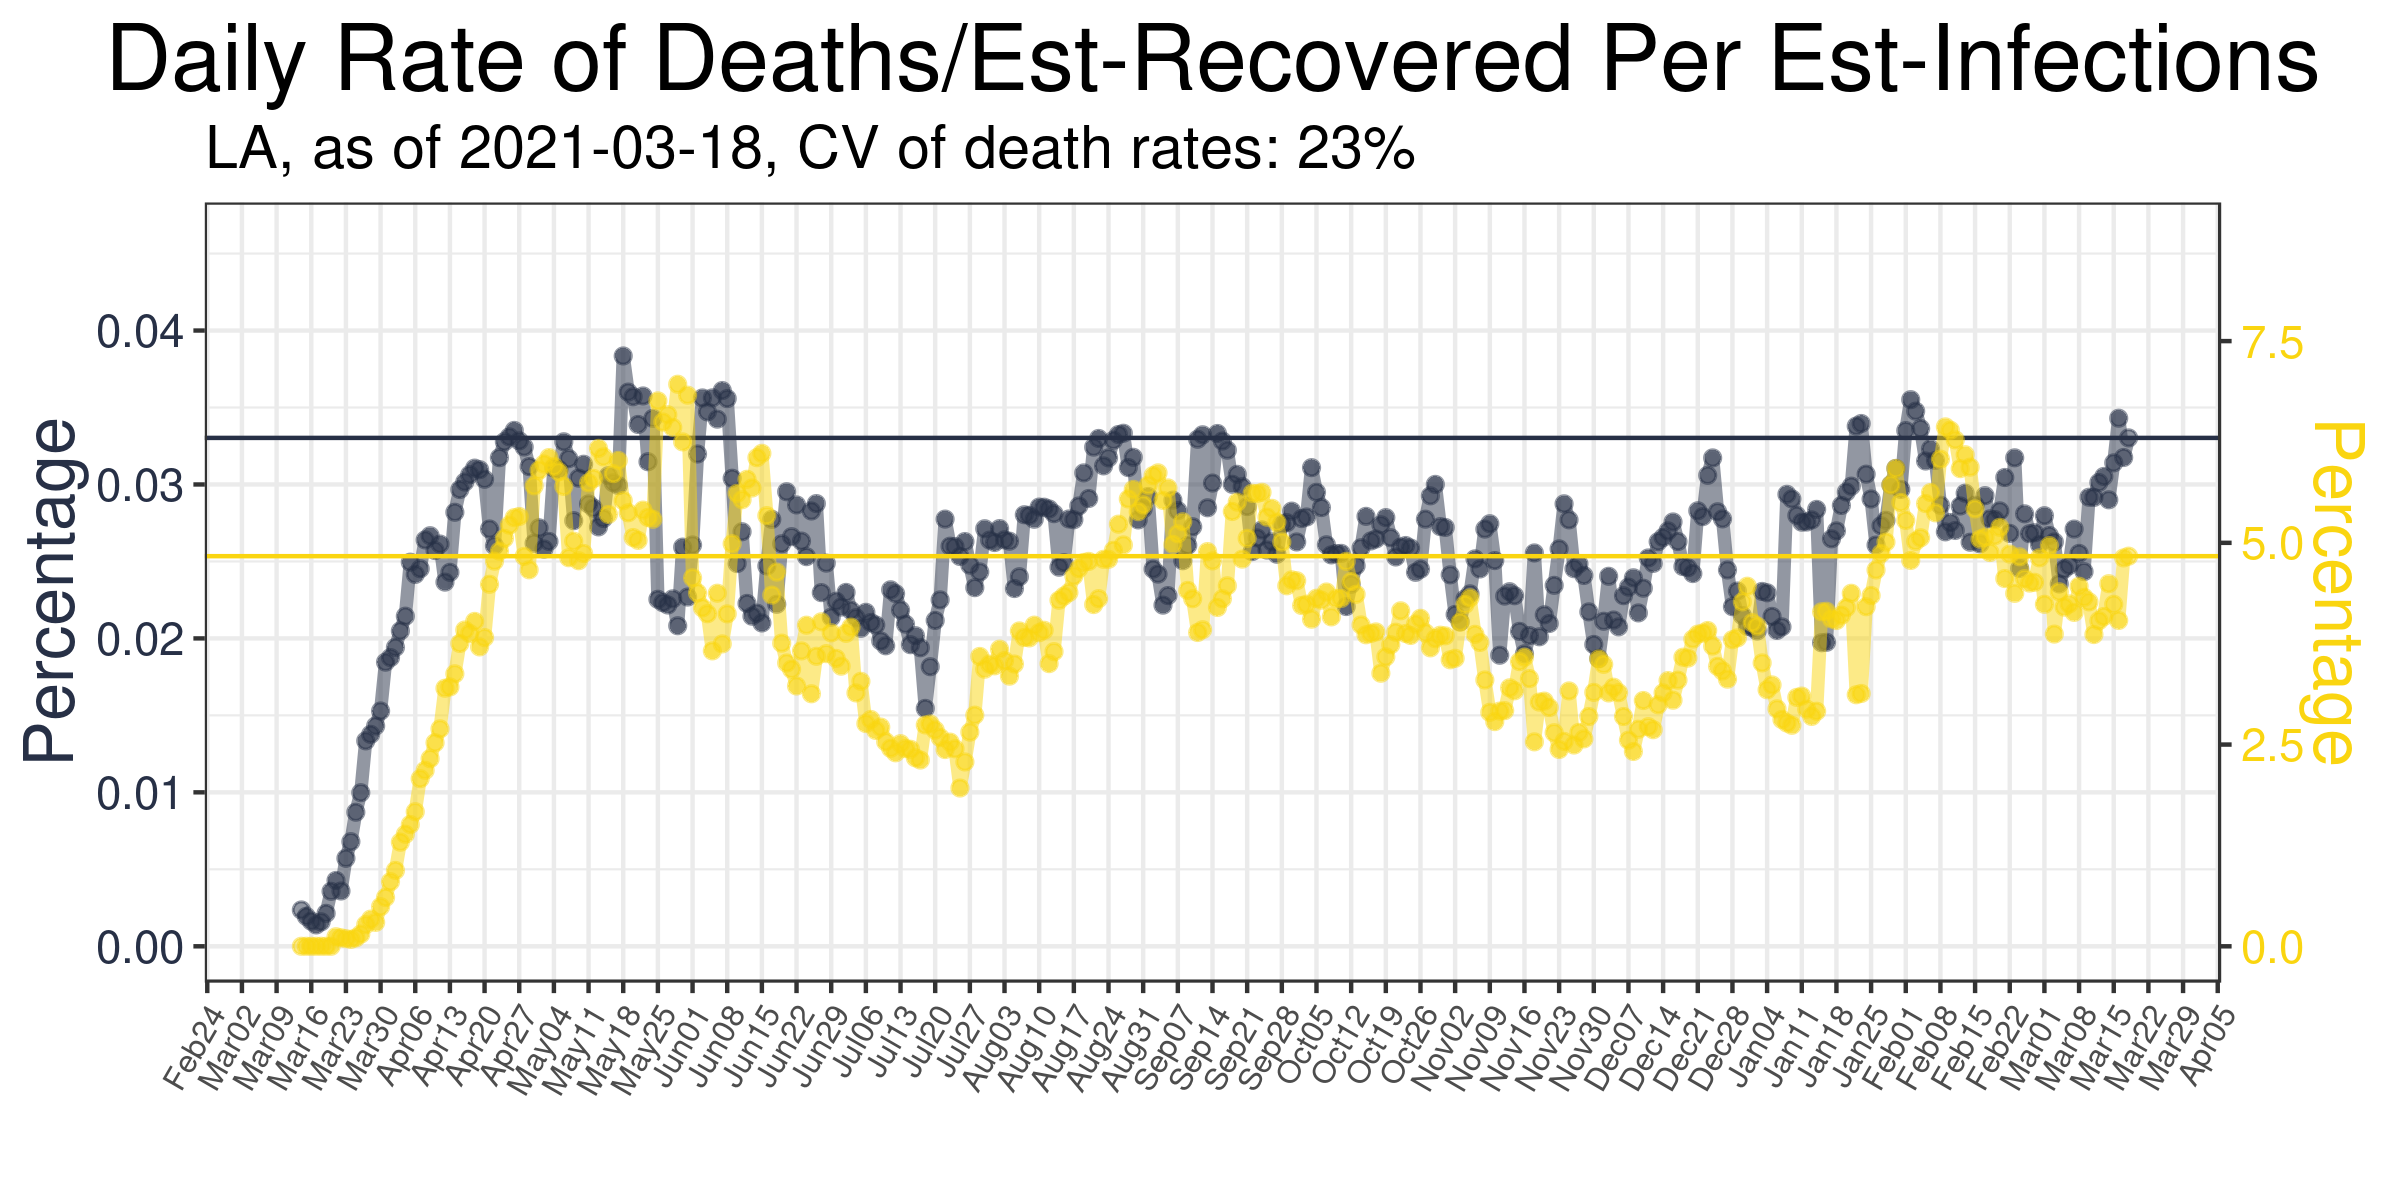 Daily Rate of Deaths/Est-Recovered Per Est-Infections
LA, as of 2021-03-18, CV of death rates: 23%
Percentage
0.04
0.03
0.02
0.01
0.00
7.5
5.0
2.5
0.0
Percentage
Feb24
Mar02
Mar09
Mar16
Mar23
Mar30
Apr06
Apr13
Apr20
Apr27
May04
May11
May18
May25
Jun01
Jun08
Jun15
Jun22
Jun29
Jul06
Jul13
Jul20
Jul27
Aug03
Aug10
Aug17
Aug24
Aug31
Sep07
Sep14
Sep21
Sep28
Oct05
Oct12
Oct19
Oct26
Nov02
Nov09
Nov16
Nov23
Nov30
Dec07
Dec14
Dec21
Dec28
Jan04
Jan11
Jan18
Jan25
Feb01
Feb08
Feb15
Feb22
Mar01
Mar08
Mar15
Mar22
Mar29
Apr05